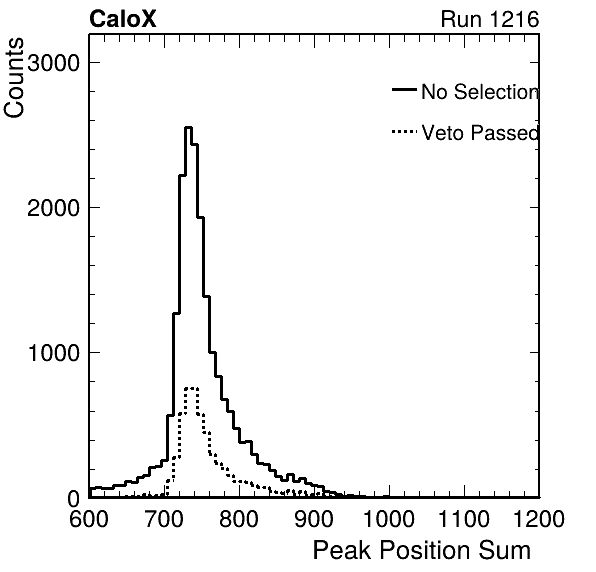 CaloX Run 1216
Counts
3000
2000
1000
0
No Selection
Veto Passed
600 700 800 900 1000 1100 1200
Peak Position Sum